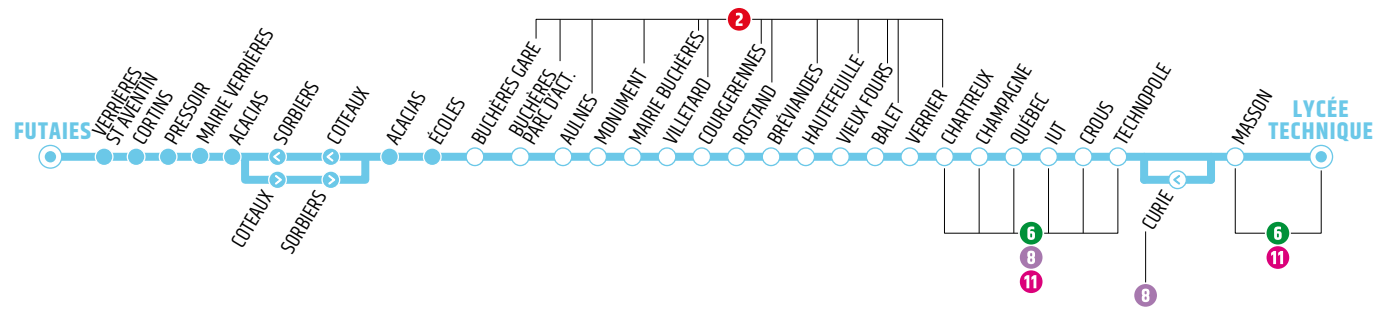 2
FUTAIES
VERRIÈRES
ST AVENTIN
CORTINS
PRESSOIR
MAIRIE VERRIÈRES
ACACIAS
SORBIERS
COTEAUX
COTEAUX
SORBIERS
ACACIAS
ÉCOLES
BUCHÈRES GARE
BUCHÈRES
PARC D'ACT.
AULNES
MONUMENT
MAIRIE BUCHÈRES
VILLETARD
COURGERENNES
ROSTAND
BRÉVIANDES
HAUTEFEUILLE
VIEUX FOURS
BALET
VERRIER
CHARTREUX
CHAMPAGNE
QUÉBEC
IUT
CROUS
TECHNOPOLE
CURIE
MASSON
LYCÉE
TECHNIQUE
6
8
11
8
6
11